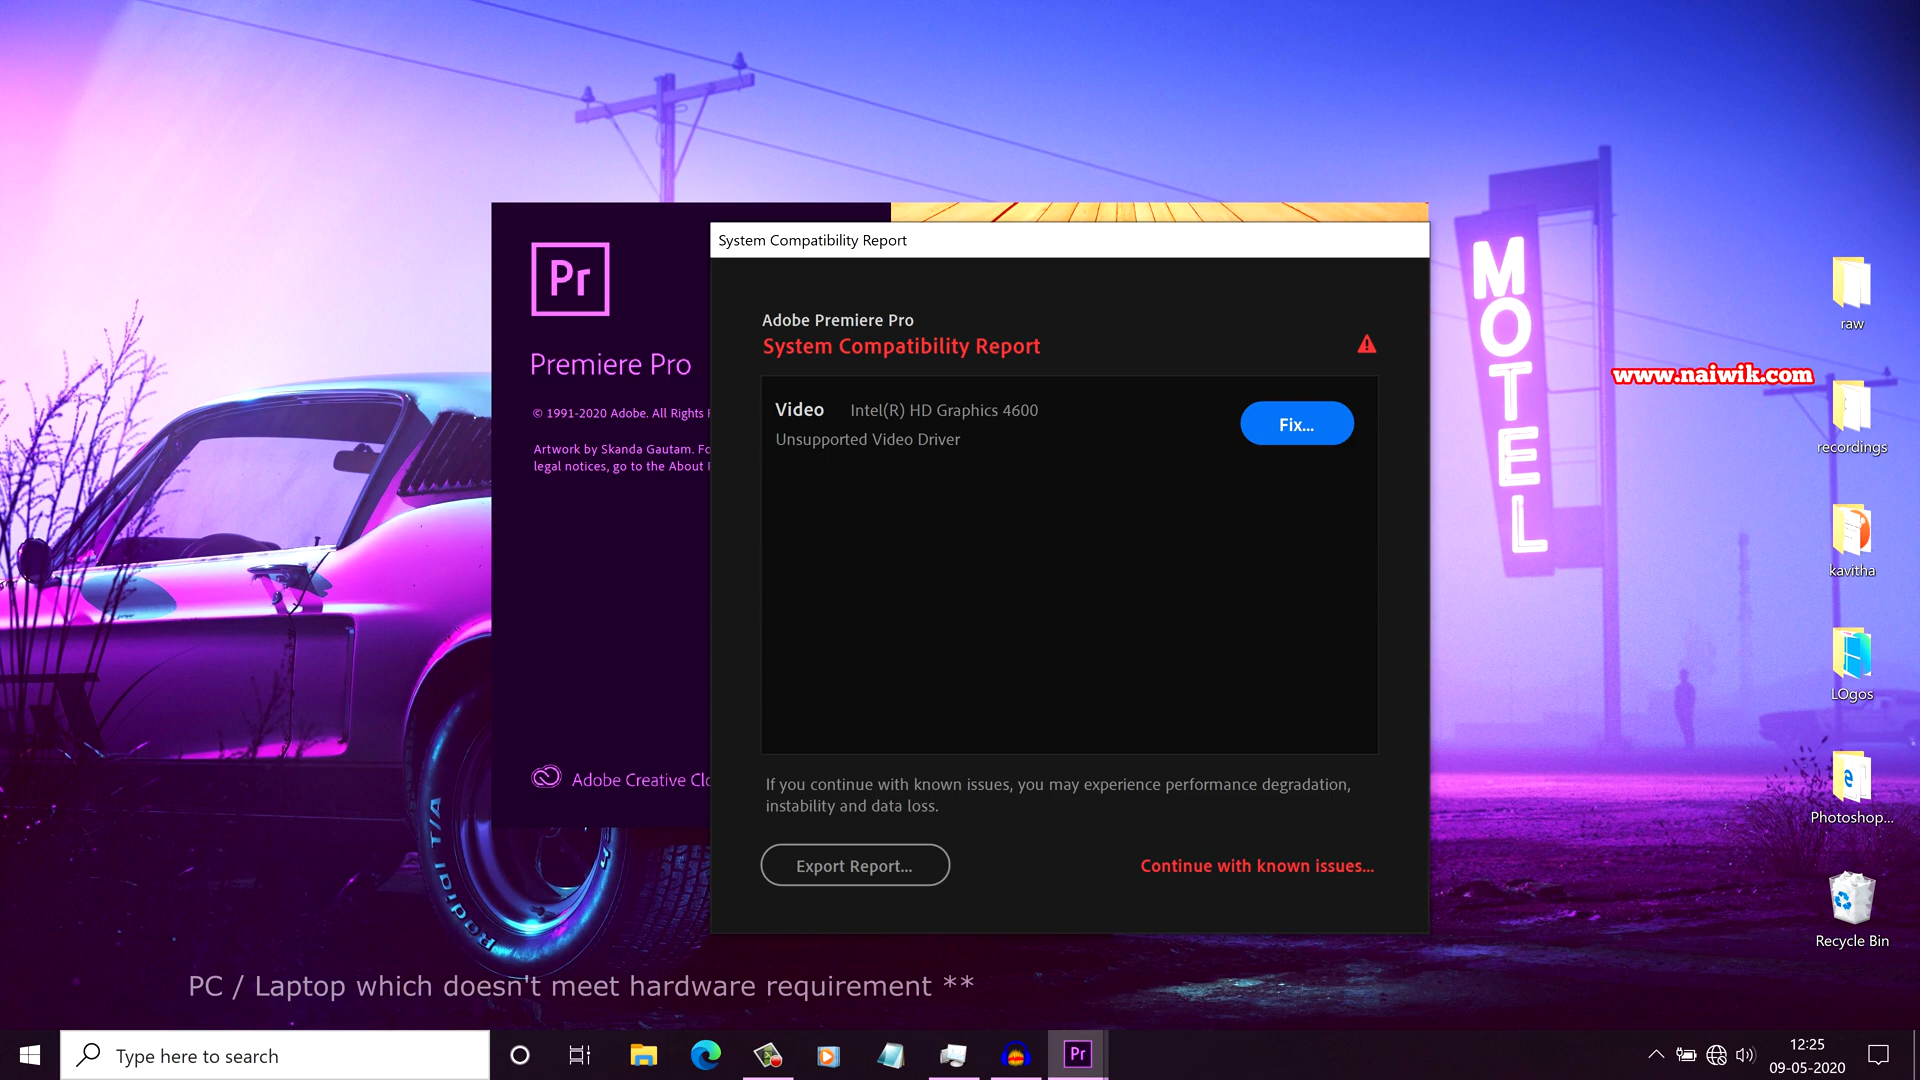 System Compatibility Report
Pr
Adobe Premiere Pro
System Compatibility Report
Premiere Pro
© 1991-2020 Adobe. All Rights
Artwork by Skanda Gautam.
legal notices, go to the About
Video Intel(R) HD Graphics 4600
Unsupported Video Driver
Fix...
Adobe Creative
If you continue with known issues, you may experience performance degradation,
instability and data loss.
Export Report...
Continue with known issues...
MOTEL
www.naiwik.com
raw
recordings
kavitha
LOgos
Photoshop...
Recycle Bin
Radial T/A
PC / Laptop which doesn't meet hardware requirement **
Type here to search
Pr
12:25
09-05-2020